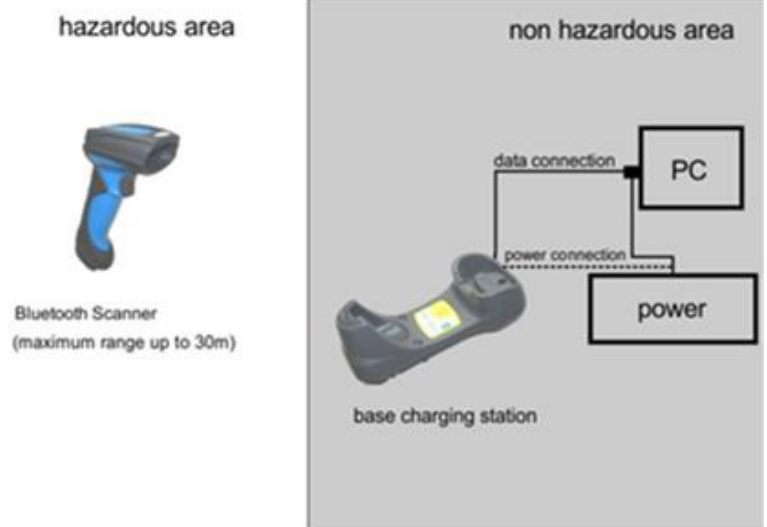 hazardous area
non hazardous area
data connection
PC
power connection
power
Bluetooth Scanner
(maximum range up to 30m)
base charging station